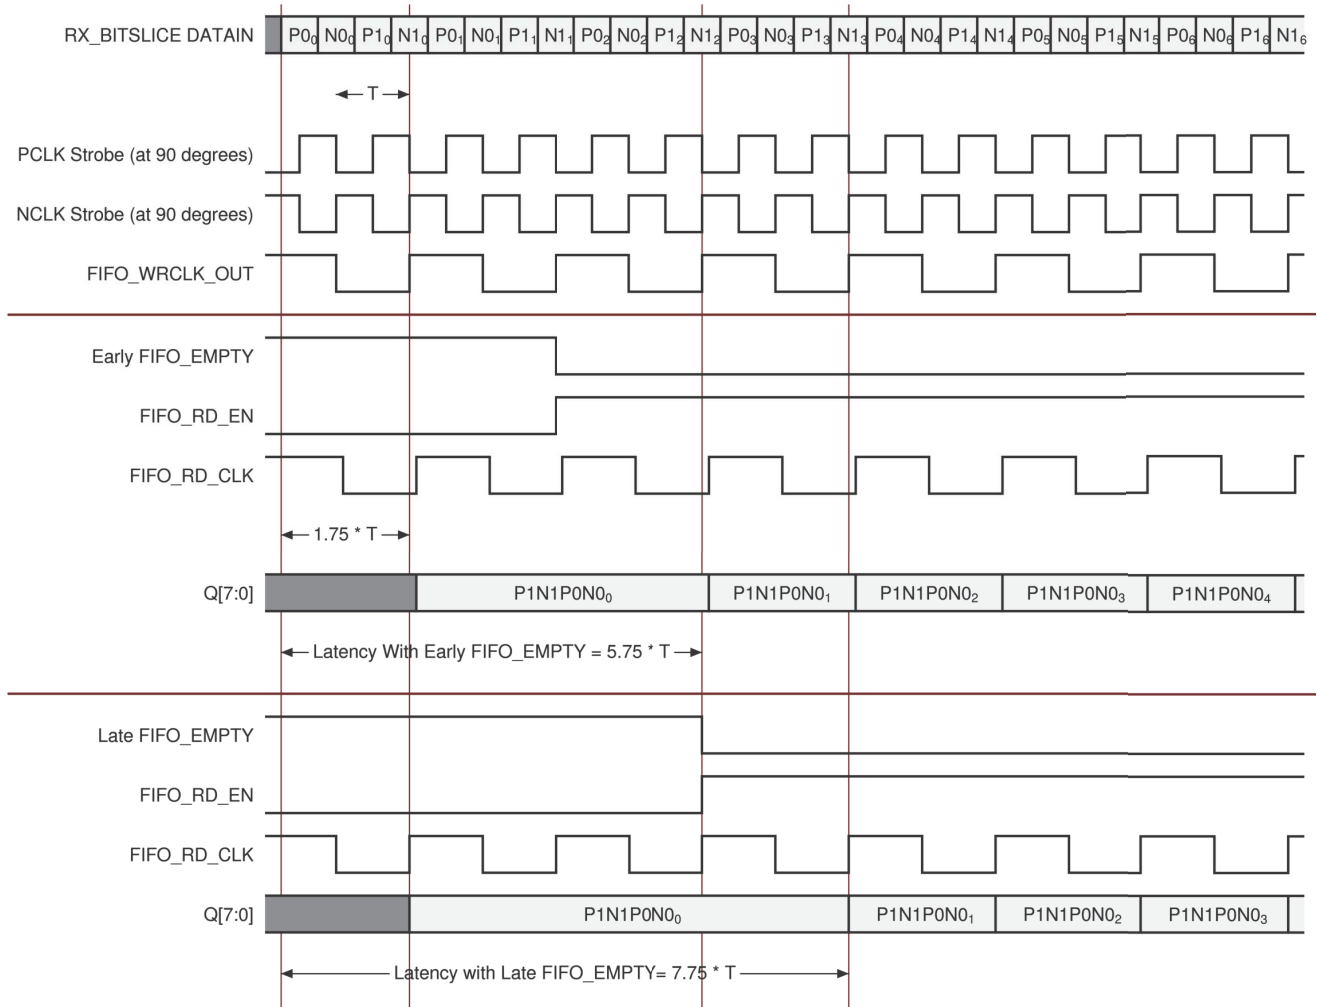 RX_BITSLICE DATAIN P0₀ N0₀ P1₀ N1₀ P0₁ N0₁ P1₁ N1₁ P0₂ N0₂ P1₂ N1₂ P0₃ N0₃ P1₃ N1₃ P0₄ N0₄ P1₄ N1₄ P0₅ N0₅ P1₅ N1₅ P0₆ N0₆ P1₆ N1₆
T
PCLK Strobe (at 90 degrees)
NCLK Strobe (at 90 degrees)
FIFO_WRCLK_OUT
Early FIFO_EMPTY
FIFO_RD_EN
FIFO_RD_CLK
1.75 * T
Q[7:0] P1N1P0N0₀ P1N1P0N0₁ P1N1P0N0₂ P1N1P0N0₃ P1N1P0N0₄
Latency With Early FIFO_EMPTY = 5.75 * T
Late FIFO_EMPTY
FIFO_RD_EN
FIFO_RD_CLK
Q[7:0] P1N1P0N0₀ P1N1P0N0₁ P1N1P0N0₂ P1N1P0N0₃
Latency with Late FIFO_EMPTY= 7.75 * T